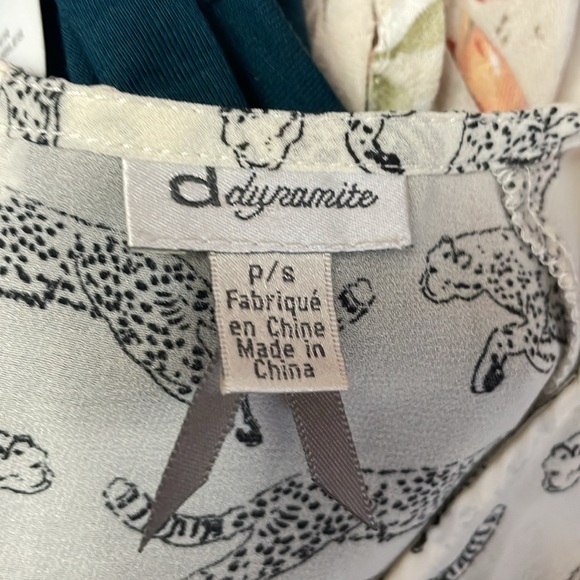 d dynamite
P/S
Fabriqué
en Chine
Made in
China